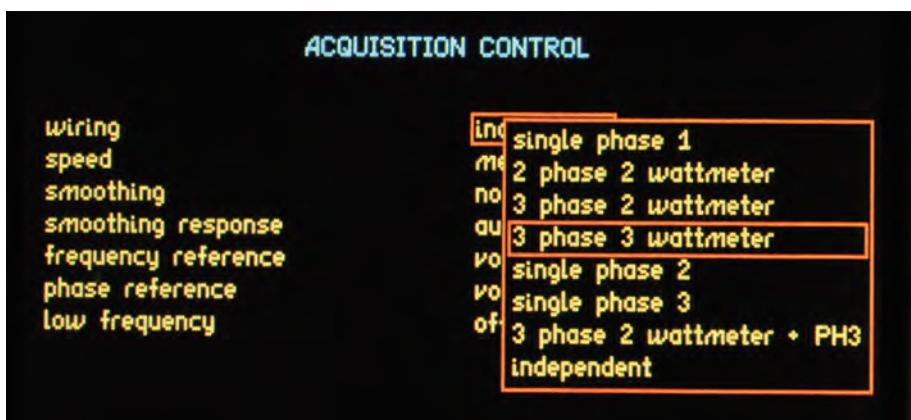 ACQUISITION CONTROL
wiring
speed
smoothing
smoothing response
frequency reference
phase reference
low frequency
single phase 1
2 phase 2 wattmeter
3 phase 2 wattmeter
3 phase 3 wattmeter
single phase 2
single phase 3
3 phase 2 wattmeter + PH3
independent